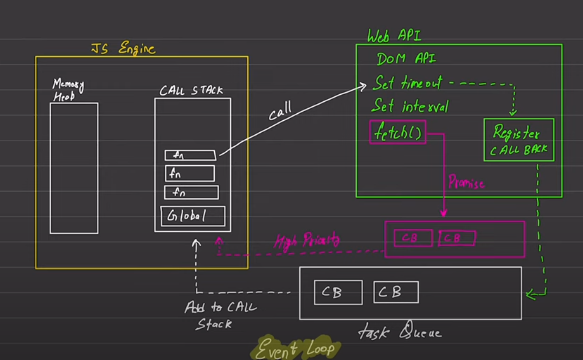 JS Engine
Memory
Heap
CALL STACK
fn
fn
fn
Global
call
Web API
DOM API
Set timeout
Set interval
fetch()
Register
CALL BACK
Promise
High Priority
CB
CB
CB
CB
Add to CALL
Stack
task Queue
Event Loop